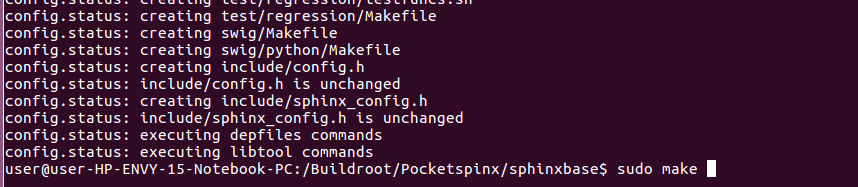 config.status: creating test/regression/testfuncs.sh
config.status: creating test/regression/Makefile
config.status: creating swig/Makefile
config.status: creating swig/python/Makefile
config.status: creating include/config.h
config.status: include/config.h is unchanged
config.status: creating include/sphinx_config.h
config.status: include/sphinx_config.h is unchanged
config.status: executing depfiles commands
config.status: executing libtool commands
user@user-HP-ENVY-15-Notebook-PC:/Buildroot/Pocketspinx/sphinxbase$ sudo make